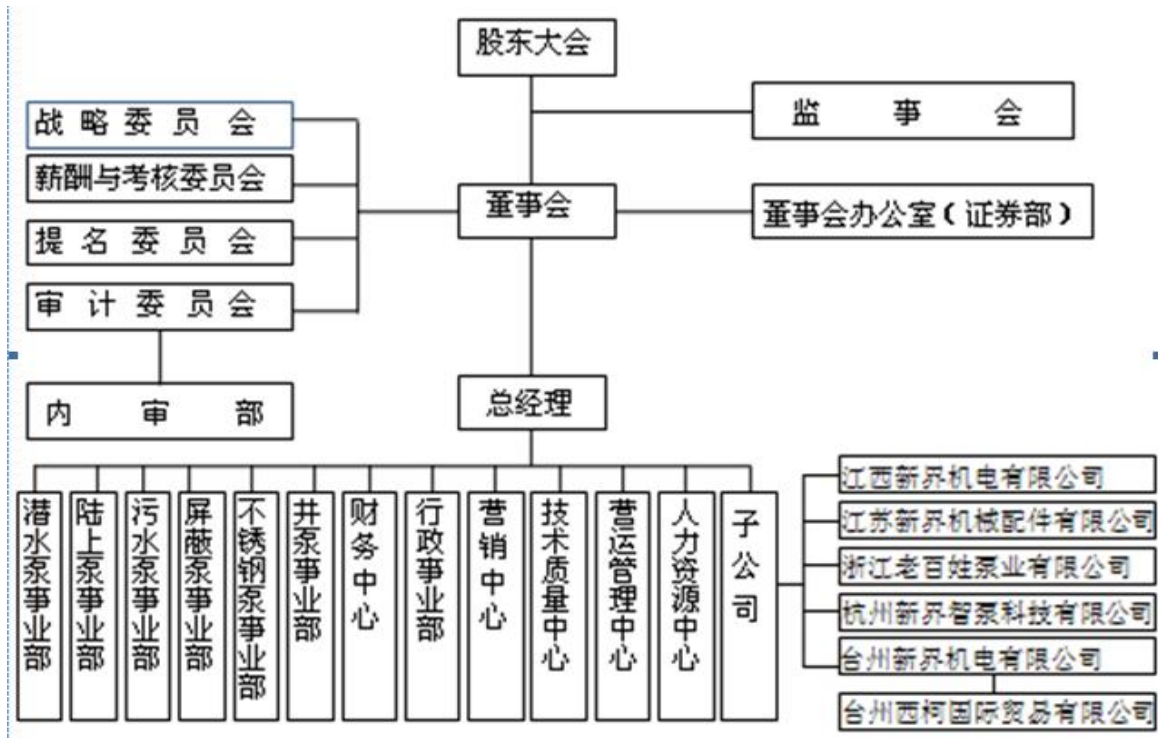 股东大会
监事会
战略委员会
薪酬与考核委员会
董事会
董事会办公室（证券部）
提名委员会
审计委员会
内审部
总经理
潜水泵事业部
陆上泵事业部
污水泵事业部
屏蔽泵事业部
不锈钢泵事业部
井泵事业部
财务中心
行政事业部
营销中心
技术质量中心
营运管理中心
人力资源中心
子公司
江西新界机电有限公司
江苏新界机械配件有限公司
浙江老百姓泵业有限公司
杭州新界智泵科技有限公司
台州新界机电有限公司
台州西柯国际贸易有限公司